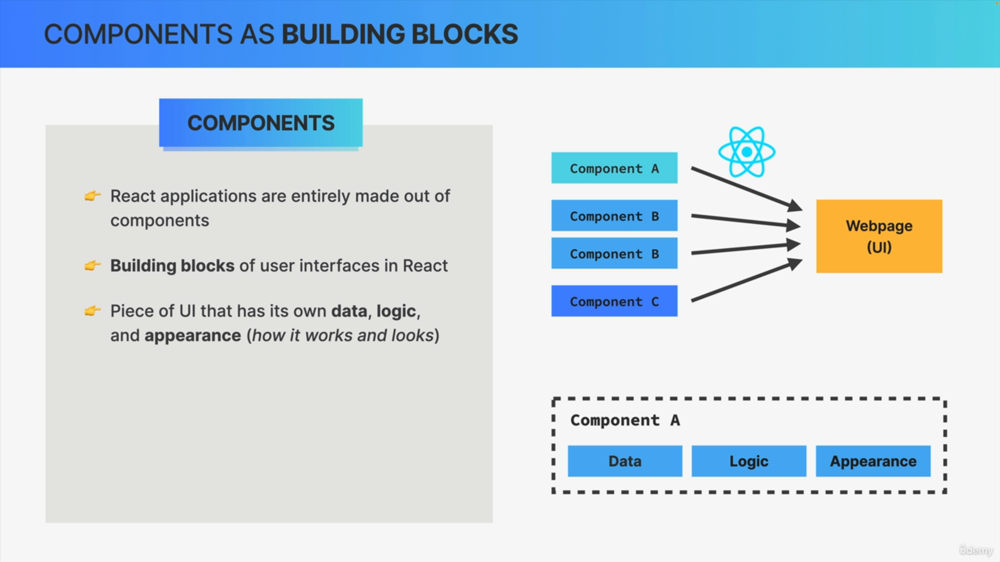 COMPONENTS AS BUILDING BLOCKS
COMPONENTS
👉 React applications are entirely made out of
components
👉 Building blocks of user interfaces in React
👉 Piece of UI that has its own data, logic,
and appearance (how it works and looks)
Component A
Component B
Component B
Component C
Webpage
(UI)
Component A
Data
Logic
Appearance
ûdemy